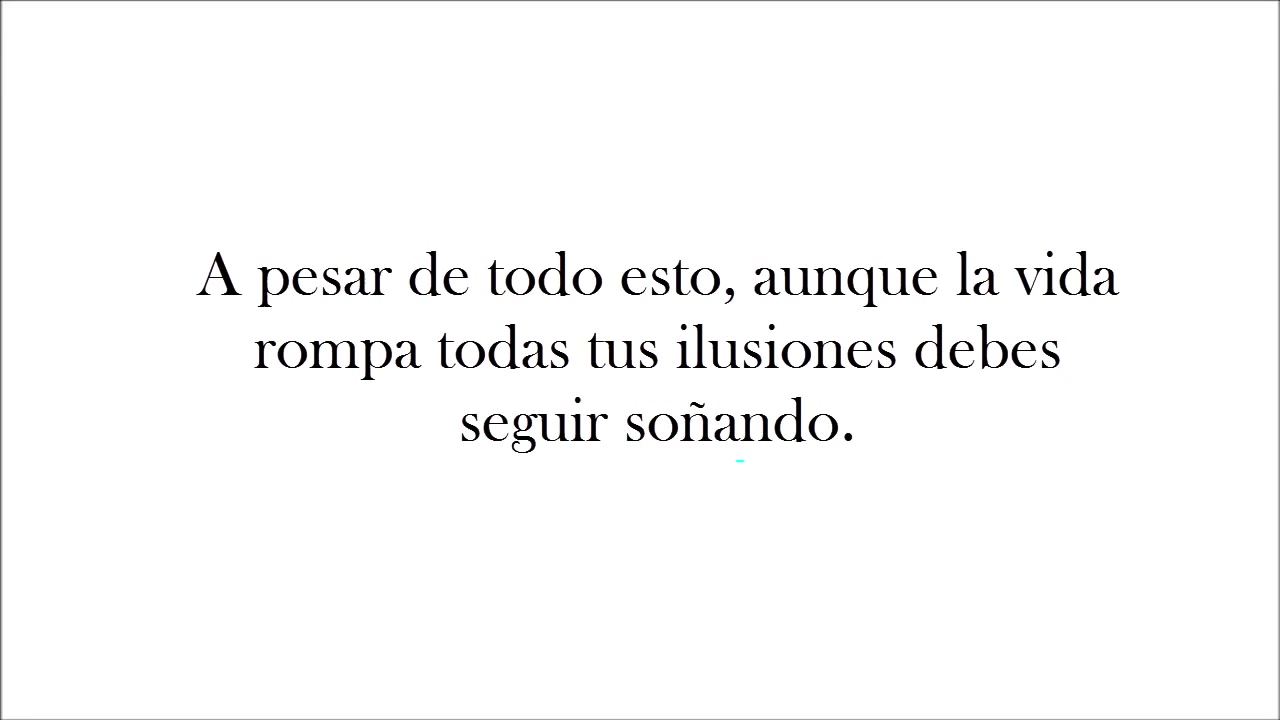 A pesar de todo esto, aunque la vida
rompa todas tus ilusiones debes
seguir soñando.